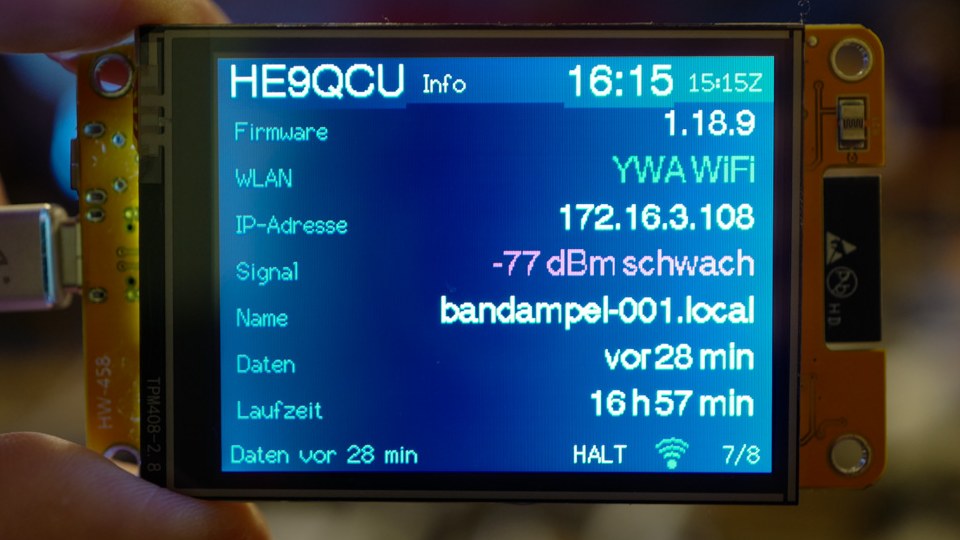 HE9QCU Info 16:15 15:15Z
Firmware 1.18.9
WLAN YWA WiFi
IP-Adresse 172.16.3.108
Signal -77 dBm schwach
Name bandampel-001.local
Daten vor 28 min
Laufzeit 16 h 57 min
Daten vor 28 min HALT 7/8
HW-458
TPM408-2.8
HD